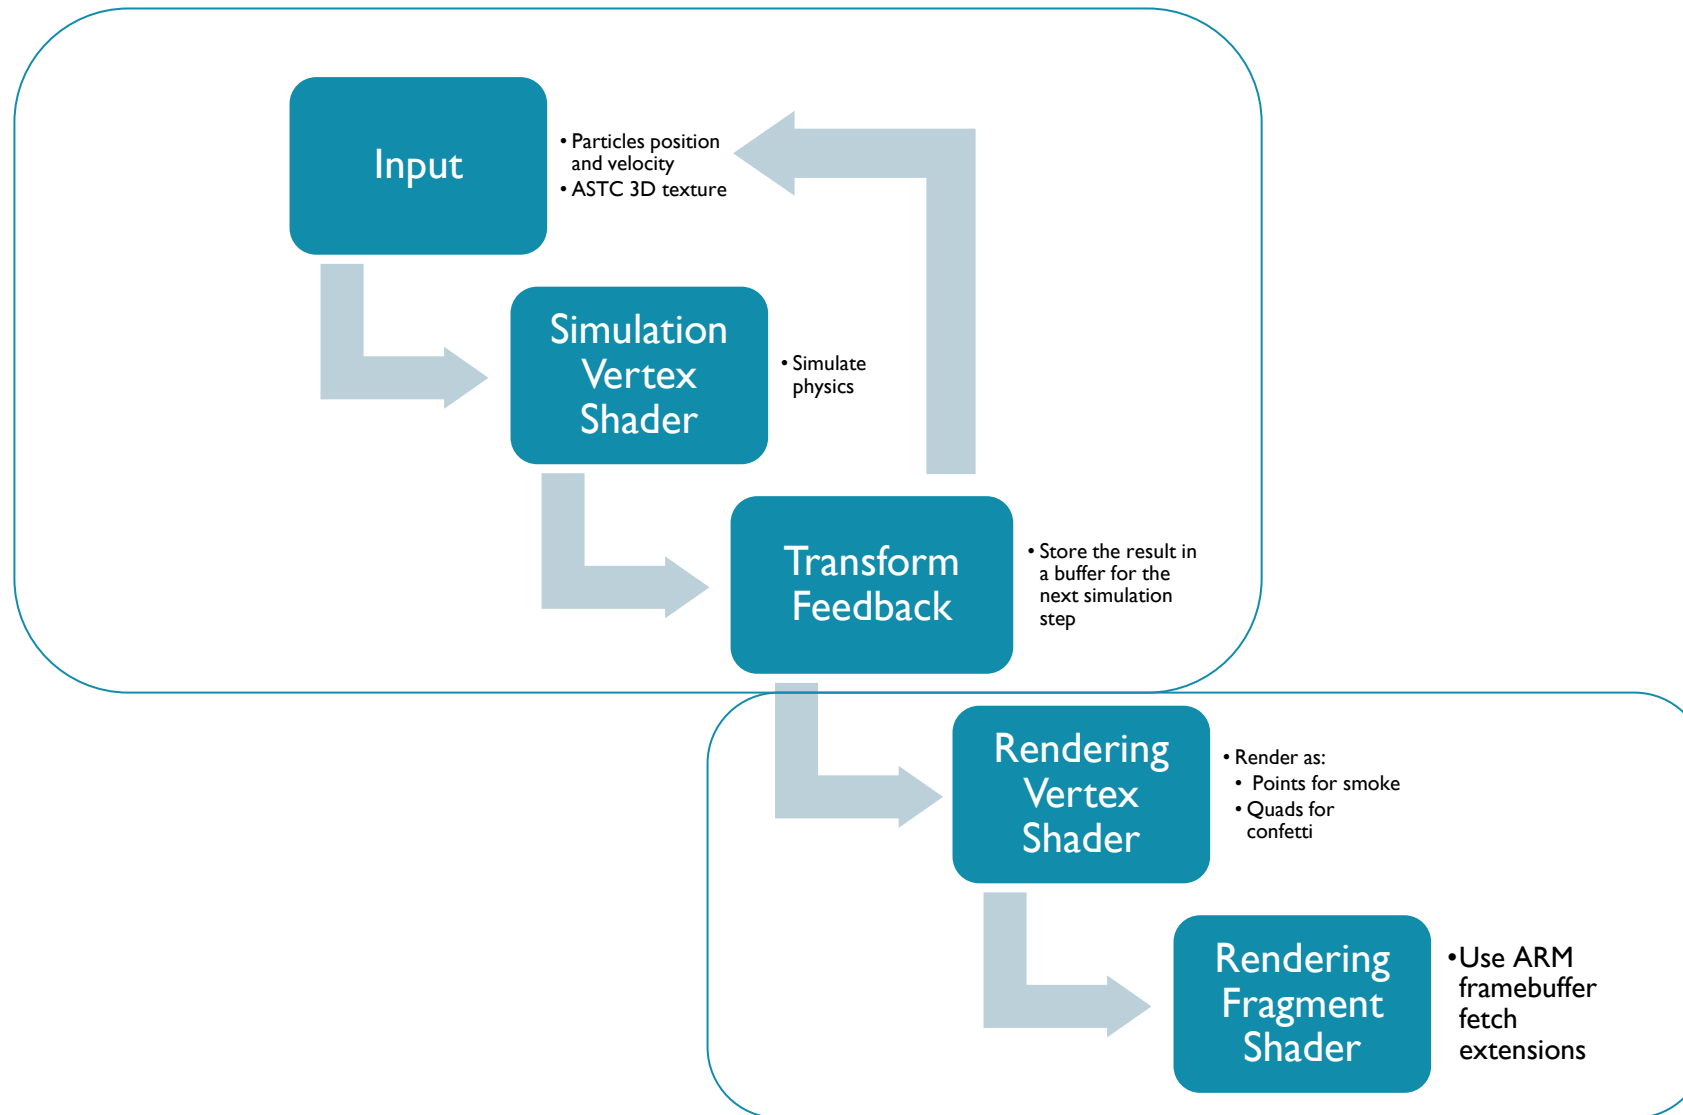 Input
• Particles position
and velocity
• ASTC 3D texture
Simulation
Vertex
Shader
• Simulate
physics
Transform
Feedback
• Store the result in
a buffer for the
next simulation
step
Rendering
Vertex
Shader
• Render as:
• Points for smoke
• Quads for
confetti
Rendering
Fragment
Shader
•Use ARM
framebuffer
fetch
extensions